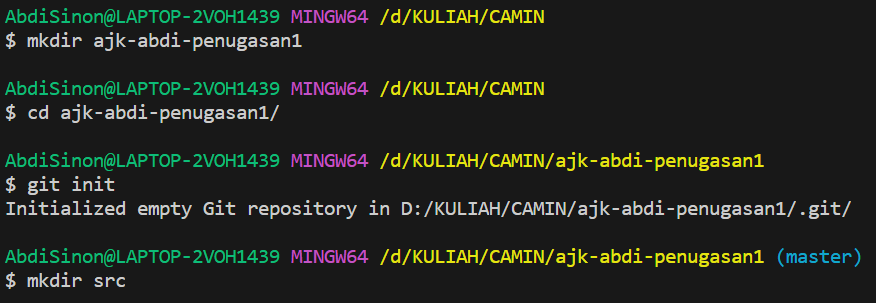 AbdiSinon@LAPTOP-2VOH1439 MINGW64 /d/KULIAH/CAMIN
$ mkdir ajk-abdi-penugasan1
AbdiSinon@LAPTOP-2VOH1439 MINGW64 /d/KULIAH/CAMIN
$ cd ajk-abdi-penugasan1/
AbdiSinon@LAPTOP-2VOH1439 MINGW64 /d/KULIAH/CAMIN/ajk-abdi-penugasan1
$ git init
Initialized empty Git repository in D:/KULIAH/CAMIN/ajk-abdi-penugasan1/.git/
AbdiSinon@LAPTOP-2VOH1439 MINGW64 /d/KULIAH/CAMIN/ajk-abdi-penugasan1 (master)
$ mkdir src